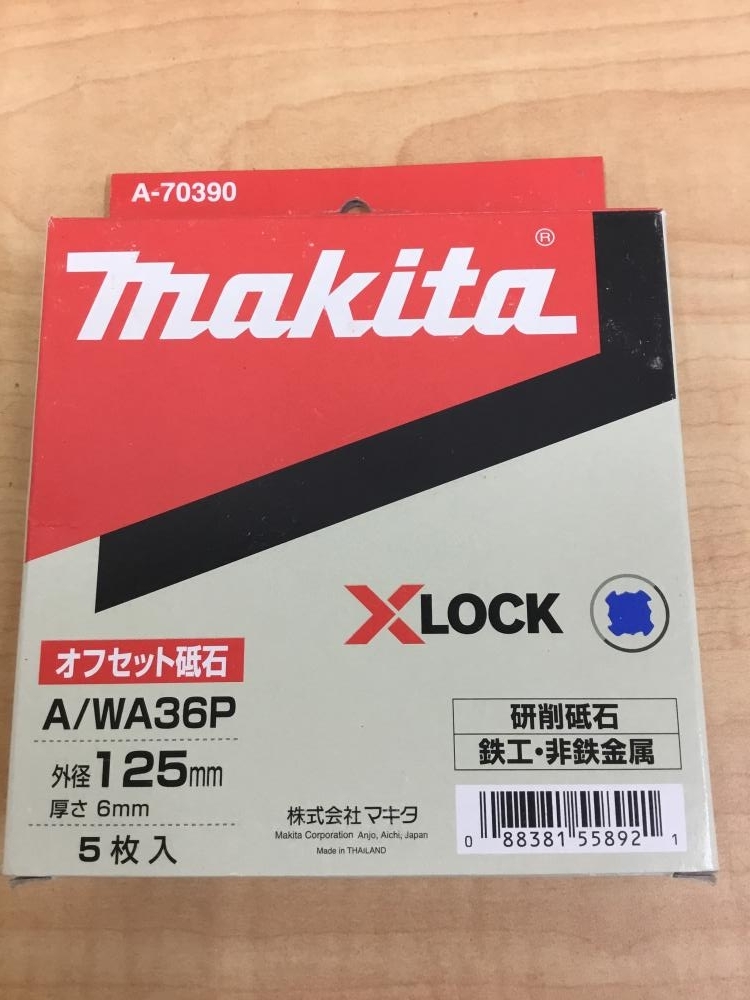 A-70390
makita®
XLOCK
オフセット砥石
A/WA36P
外径125mm
厚さ 6mm
5枚入
研削砥石
鉄工・非鉄金属
株式会社マキタ
Makita Corporation Anjo, Aichi, Japan
Made in THAILAND
0 88381 55892 1